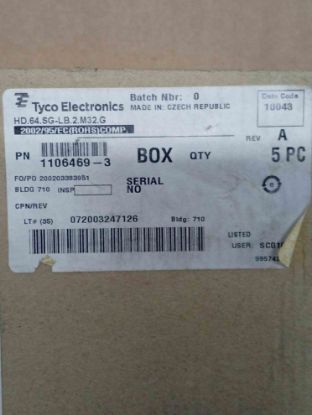 Tyco Electronics
Batch Nbr: 0
MADE IN: CZECH REPUBLIC
Date Code
10043
HD.64.SG-LB.2.M32.G
2002/95/EC(ROHS)COMP
REV A
PN 1106469-3 BOX QTY 5 PC
FO/PO 200203393051
SERIAL NO
BLDG 710 INSP
CPN/REV
LT# (35) 072003247126 Bldg: 710
LISTED
USER: